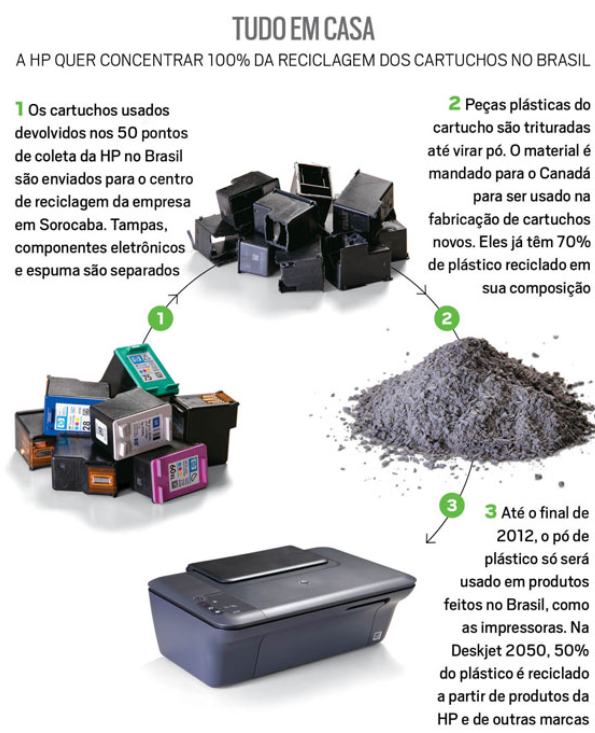 TUDO EM CASA
A HP QUER CONCENTRAR 100% DA RECICLAGEM DOS CARTUCHOS NO BRASIL
1 Os cartuchos usados
devolvidos nos 50 pontos
de coleta da HP no Brasil
são enviados para o centro
de reciclagem da empresa
em Sorocaba. Tampas,
componentes eletrônicos
e espuma são separados
2 Peças plásticas do
cartucho são trituradas
até virar pó. O material é
mandado para o Canadá
para ser usado na
fabricação de cartuchos
novos. Eles já têm 70%
de plástico reciclado em
sua composição
1
2
3
3 Até o final de
2012, o pó de
plástico só será
usado em produtos
feitos no Brasil, como
as impressoras. Na
Deskjet 2050, 50%
do plástico é reciclado
a partir de produtos da
HP e de outras marcas